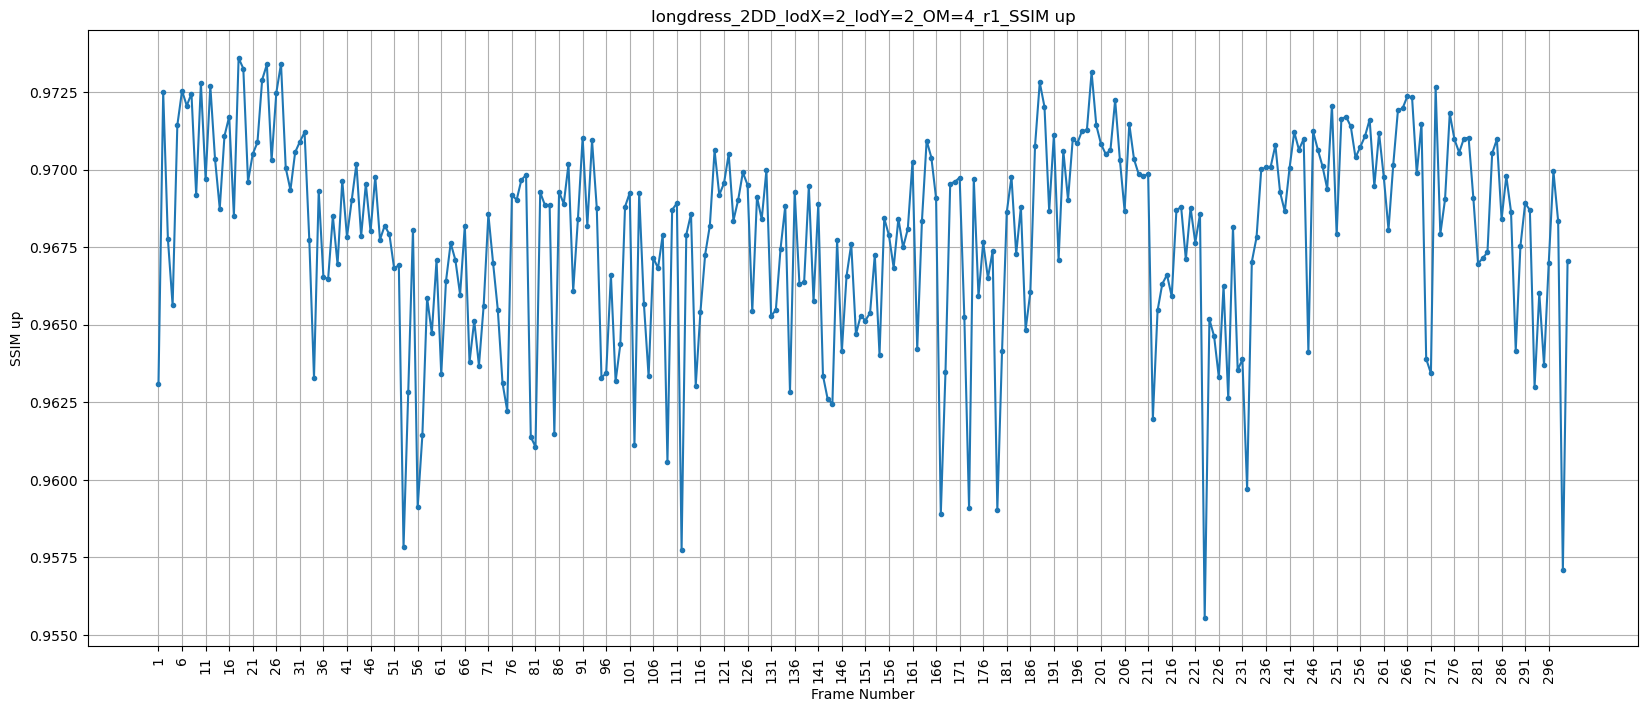 longdress_2DD_lodX=2_lodY=2_OM=4_r1_SSIM up
SSIM up
0.9725
0.9700
0.9675
0.9650
0.9625
0.9600
0.9575
0.9550
1 6 11 16 21 26 31 36 41 46 51 56 61 66 71 76 81 86 91 96 101 106 111 116 121 126 131 136 141 146 151 156 161 166 171 176 181 186 191 196 201 206 211 216 221 226 231 236 241 246 251 256 261 266 271 276 281 286 291 296
Frame Number